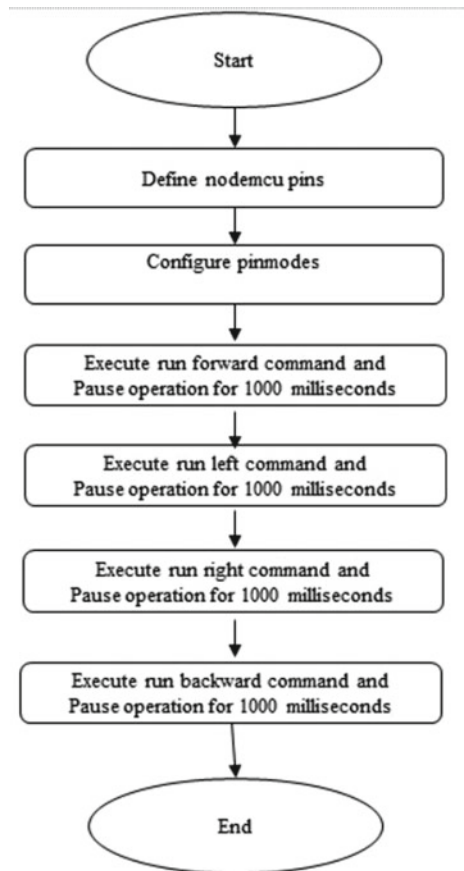 Start
Define nodemcu pins
Configure pinmodes
Execute run forward command and
Pause operation for 1000 milliseconds
Execute run left command and
Pause operation for 1000 milliseconds
Execute run right command and
Pause operation for 1000 milliseconds
Execute run backward command and
Pause operation for 1000 milliseconds
End